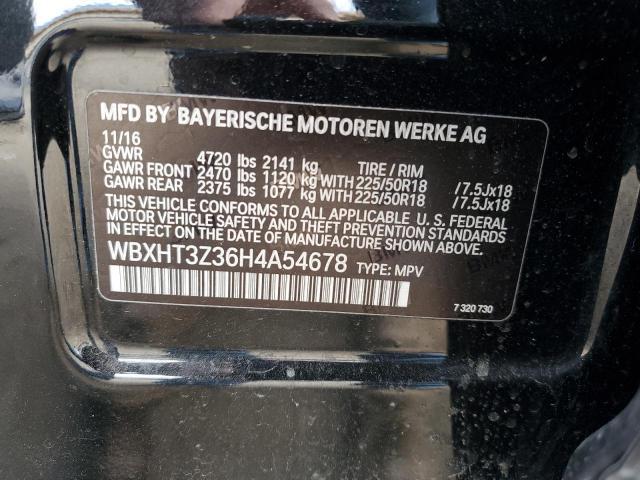 MFD BY BAYERISCHE MOTOREN WERKE AG
11/16
GVWR 4720 lbs 2141 kg TIRE / RIM
GAWR FRONT 2470 lbs 1120 kg WITH 225/50R18 /7.5Jx18
GAWR REAR 2375 lbs 1077 kg WITH 225/50R18 /7.5Jx18
THIS VEHICLE CONFORMS TO ALL APPLICABLE U. S. FEDERAL
MOTOR VEHICLE SAFETY AND THEFT PREVENTION STANDARDS
IN EFFECT ON THE DATE OF MANUFACTURE SHOWN ABOVE.
WBXHT3Z36H4A54678 TYPE: MPV
7 320 730